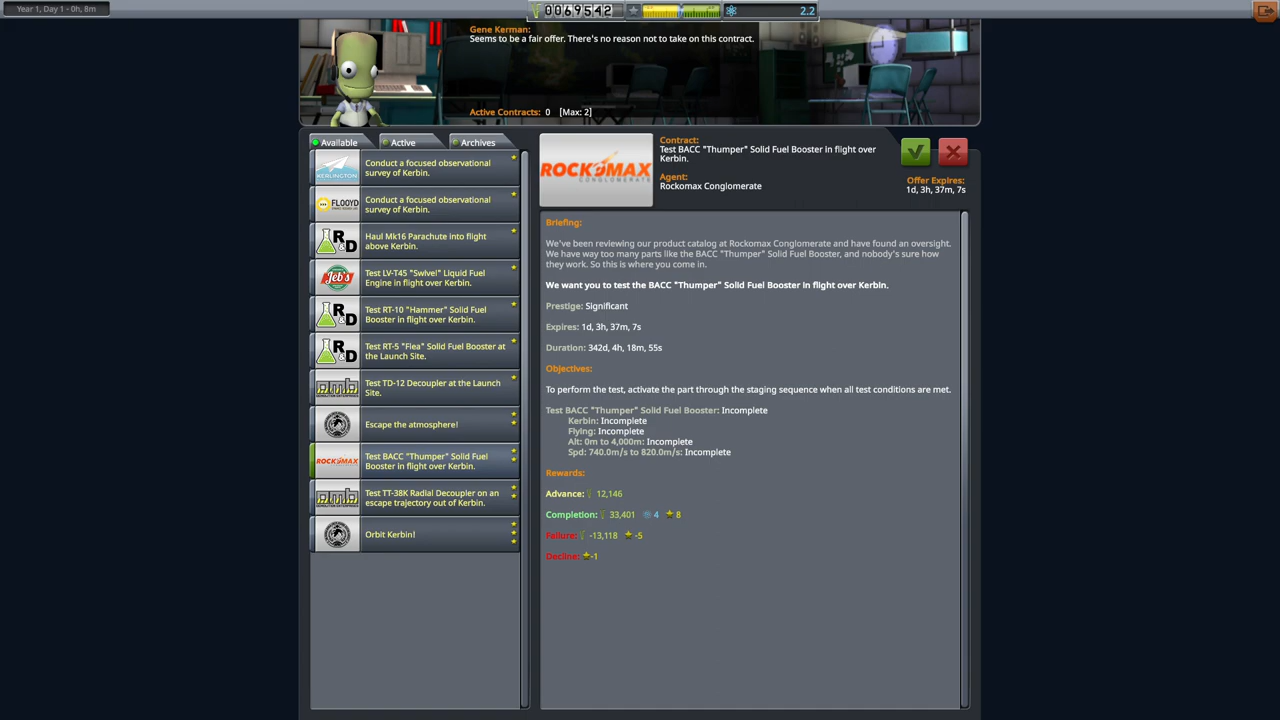 Year 1, Day 1 - 0h, 8m
0069542
2.2
Gene Kerman:
Seems to be a fair offer. There's no reason not to take on this contract.
Active Contracts: 0 [Max: 2]
Available
Active
Archives
KERLINGTON
Conduct a focused observational
survey of Kerbin.
FLOOYD
Conduct a focused observational
survey of Kerbin.
R&D
Haul Mk16 Parachute into flight
above Kerbin.
Jeb's
Test LV-T45 "Swivel" Liquid Fuel
Engine in flight over Kerbin.
R&D
Test RT-10 "Hammer" Solid Fuel
Booster in flight over Kerbin.
R&D
Test RT-5 "Flea" Solid Fuel Booster at
the Launch Site.
Test TD-12 Decoupler at the Launch
Site.
Escape the atmosphere!
ROCKOMAX
Test BACC "Thumper" Solid Fuel
Booster in flight over Kerbin.
Test TT-38K Radial Decoupler on an
escape trajectory out of Kerbin.
Orbit Kerbin!
ROCKOMAX
CONGLOMERATE
Contract:
Test BACC "Thumper" Solid Fuel Booster in flight over
Kerbin.
Agent:
Rockomax Conglomerate
Offer Expires:
1d, 3h, 37m, 7s
Briefing:
We've been reviewing our product catalog at Rockomax Conglomerate and have found an oversight.
We have way too many parts like the BACC "Thumper" Solid Fuel Booster, and nobody's sure how
they work. So this is where you come in.
We want you to test the BACC "Thumper" Solid Fuel Booster in flight over Kerbin.
Prestige: Significant
Expires: 1d, 3h, 37m, 7s
Duration: 342d, 4h, 18m, 55s
Objectives:
To perform the test, activate the part through the staging sequence when all test conditions are met.
Test BACC "Thumper" Solid Fuel Booster: Incomplete
Kerbin: Incomplete
Flying: Incomplete
Alt: 0m to 4,000m: Incomplete
Spd: 740.0m/s to 820.0m/s: Incomplete
Rewards:
Advance: 12,146
Completion: 33,401 4 8
Failure: -13,118 -5
Decline: -1